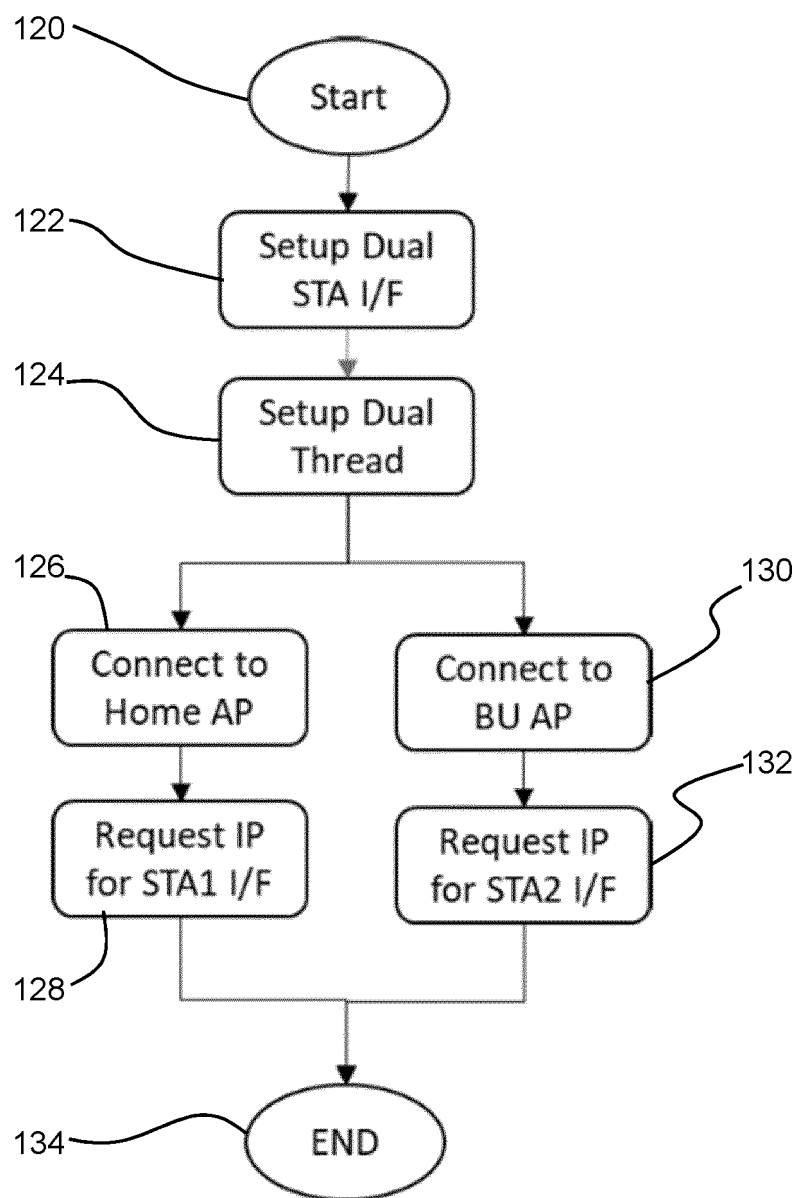 120
Start
122
Setup Dual
STA I/F
124
Setup Dual
Thread
126
Connect to
Home AP
130
Connect to
BU AP
132
Request IP
for STA1 I/F
Request IP
for STA2 I/F
128
134
END